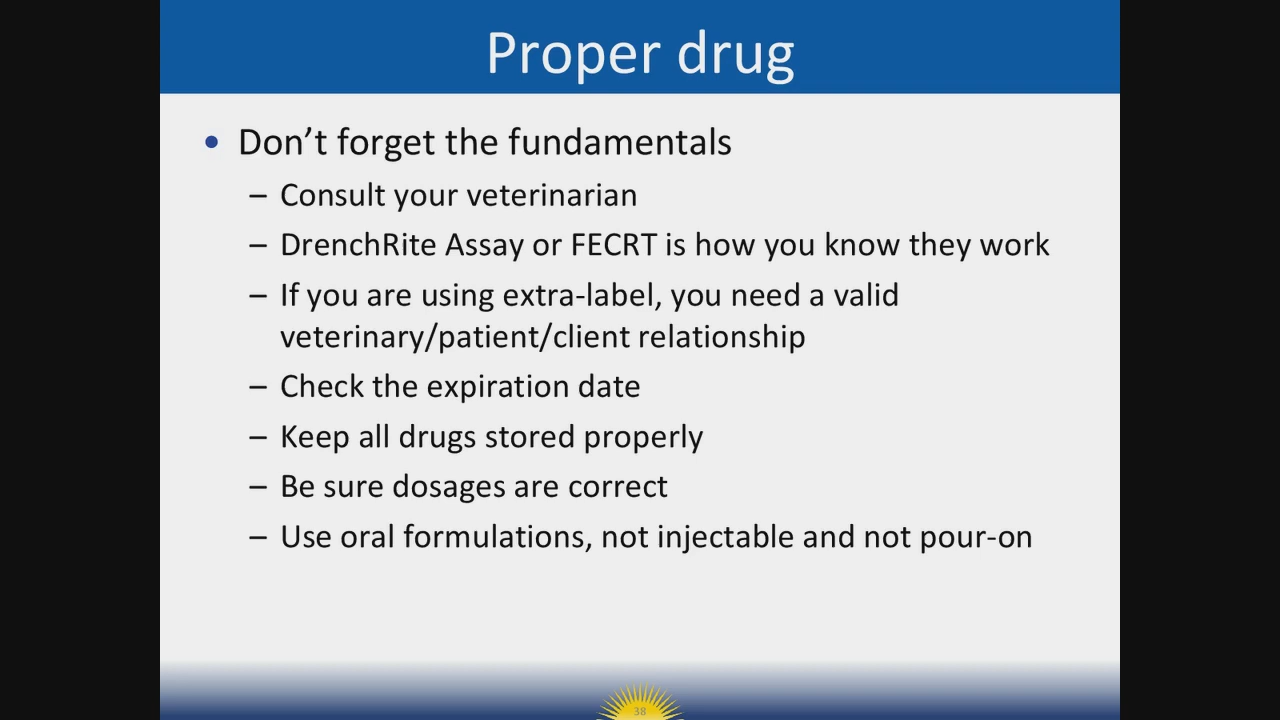 Proper drug
• Don’t forget the fundamentals
– Consult your veterinarian
– DrenchRite Assay or FECRT is how you know they work
– If you are using extra-label, you need a valid
veterinary/patient/client relationship
– Check the expiration date
– Keep all drugs stored properly
– Be sure dosages are correct
– Use oral formulations, not injectable and not pour-on
38